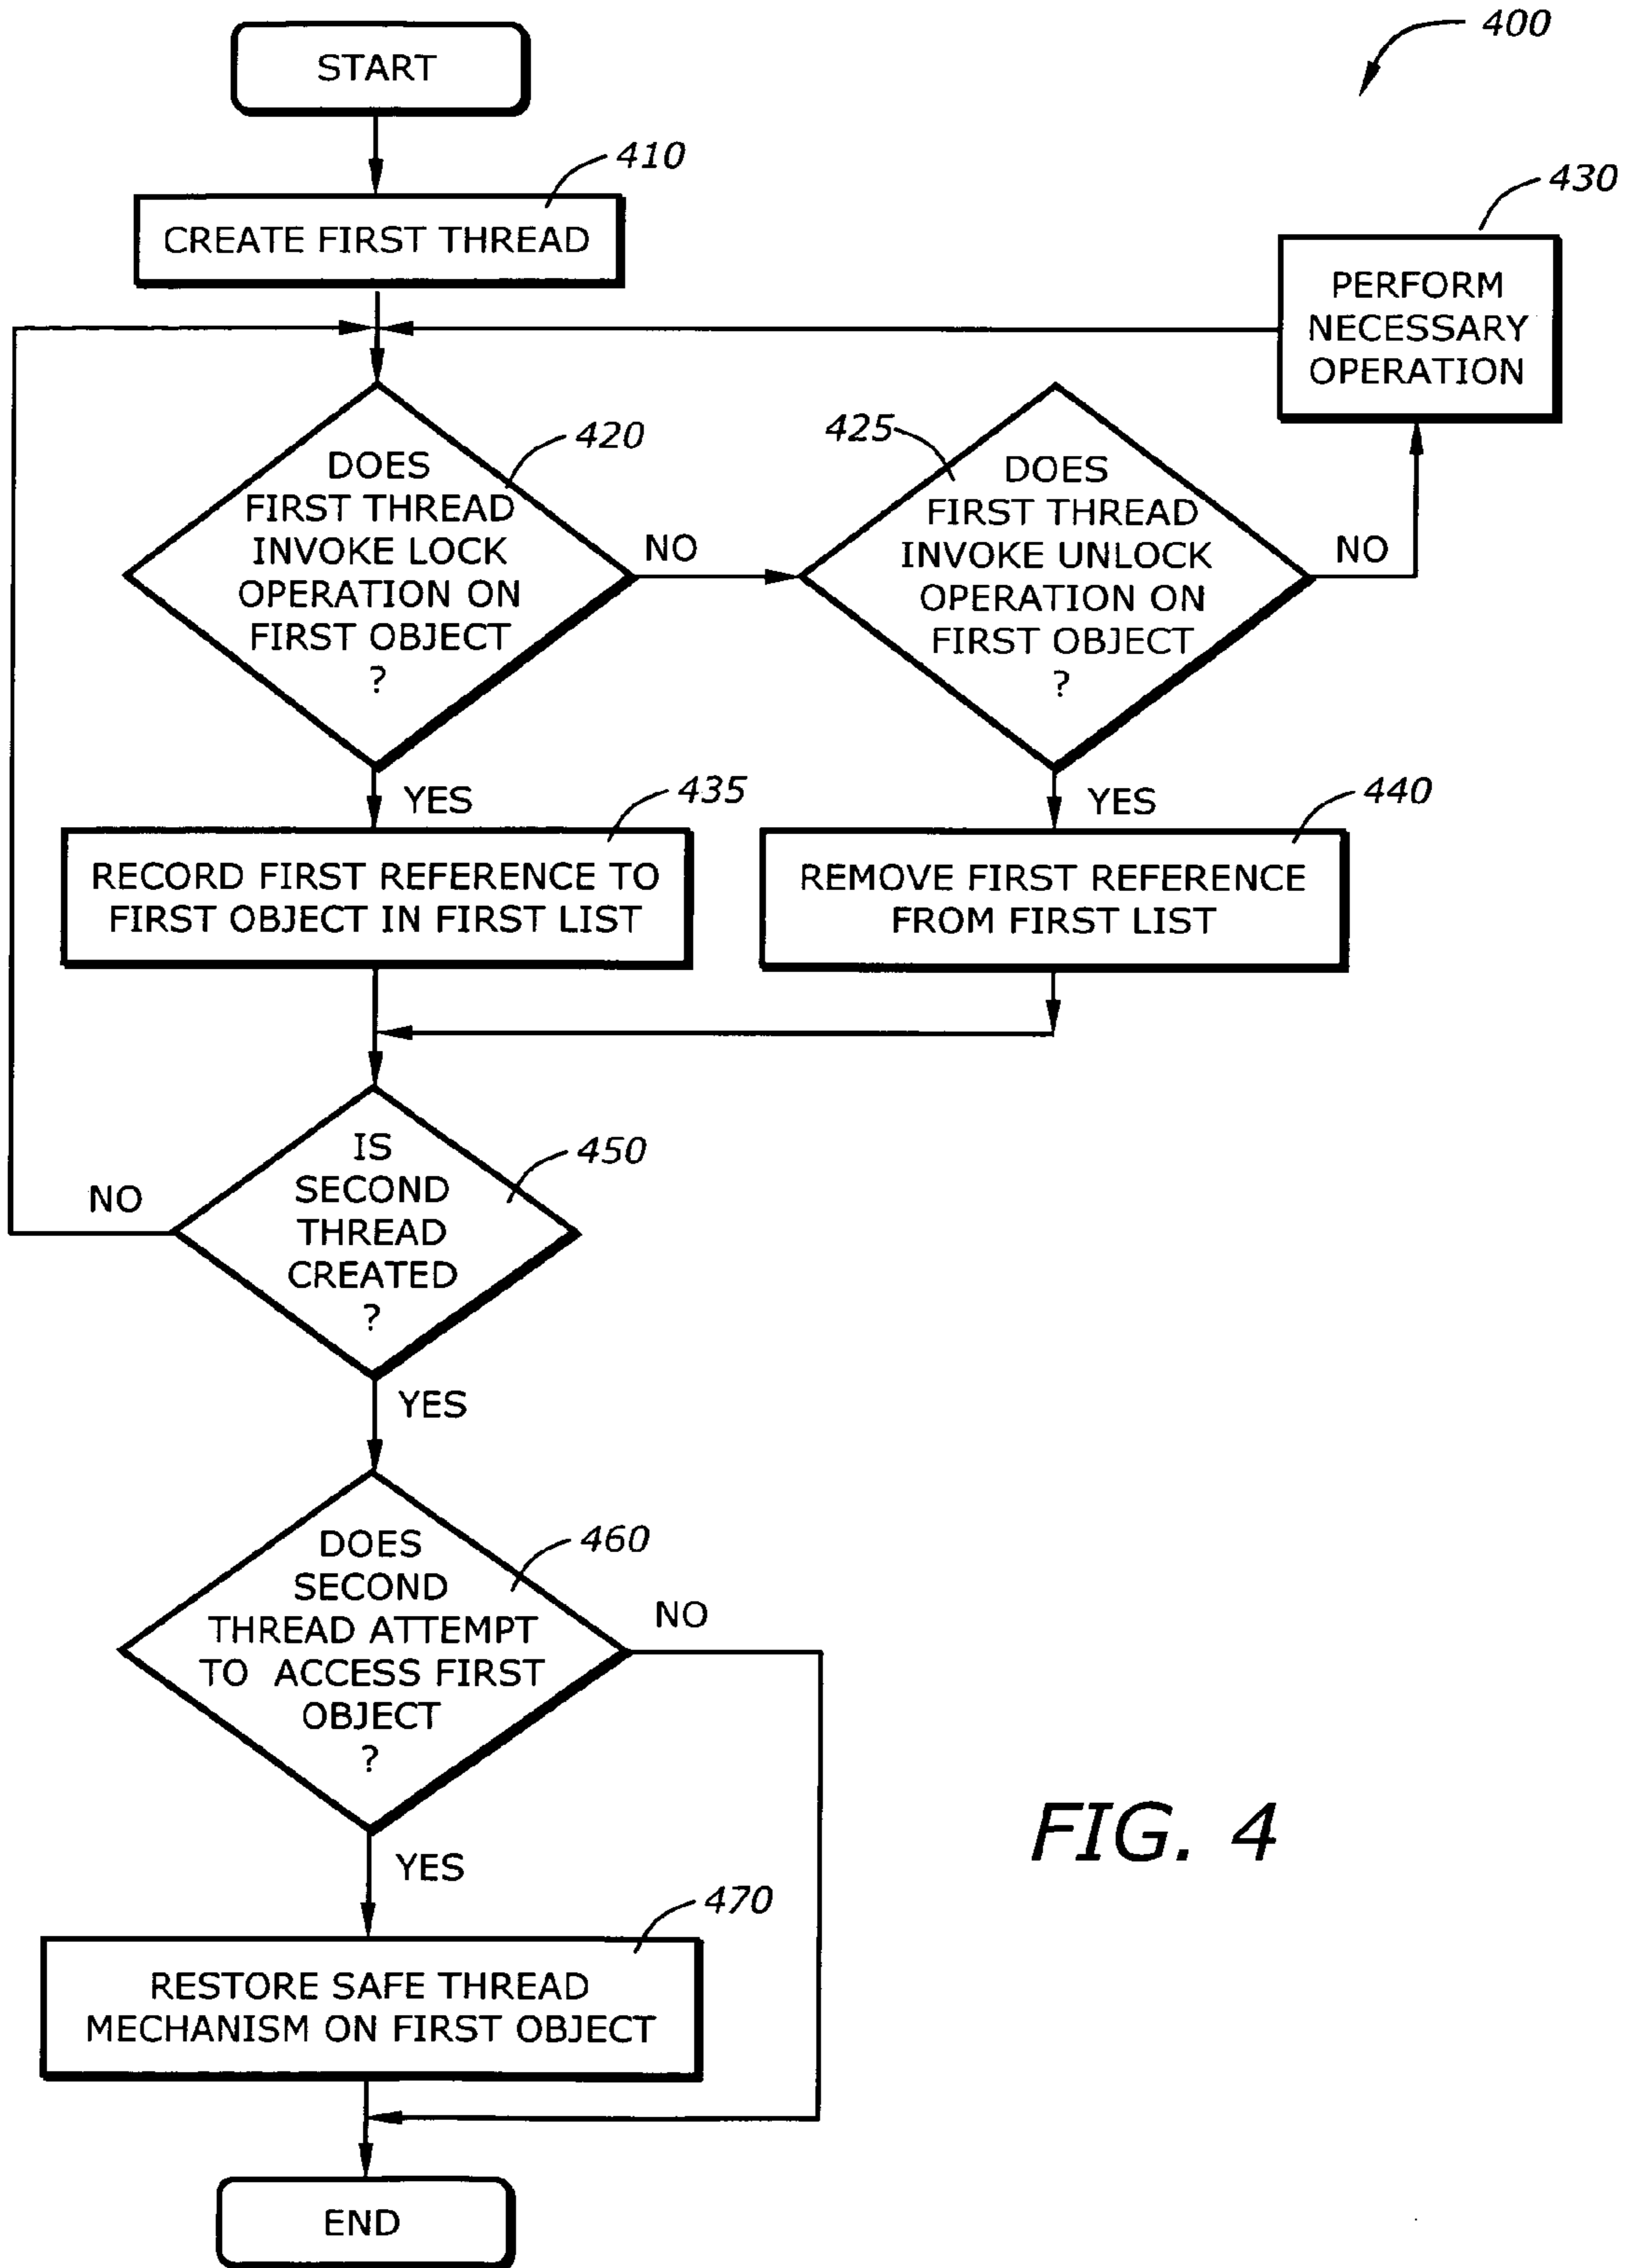 400
START
410
CREATE FIRST THREAD
430
PERFORM
NECESSARY
OPERATION
420
DOES
FIRST THREAD
INVOKE LOCK
OPERATION ON
FIRST OBJECT
?
NO
425
DOES
FIRST THREAD
INVOKE UNLOCK
OPERATION ON
FIRST OBJECT
?
NO
YES
435
RECORD FIRST REFERENCE TO
FIRST OBJECT IN FIRST LIST
YES
440
REMOVE FIRST REFERENCE
FROM FIRST LIST
450
IS
SECOND
THREAD
CREATED
?
NO
YES
460
DOES
SECOND
THREAD ATTEMPT
TO ACCESS FIRST
OBJECT
?
NO
YES
470
RESTORE SAFE THREAD
MECHANISM ON FIRST OBJECT
END
FIG. 4